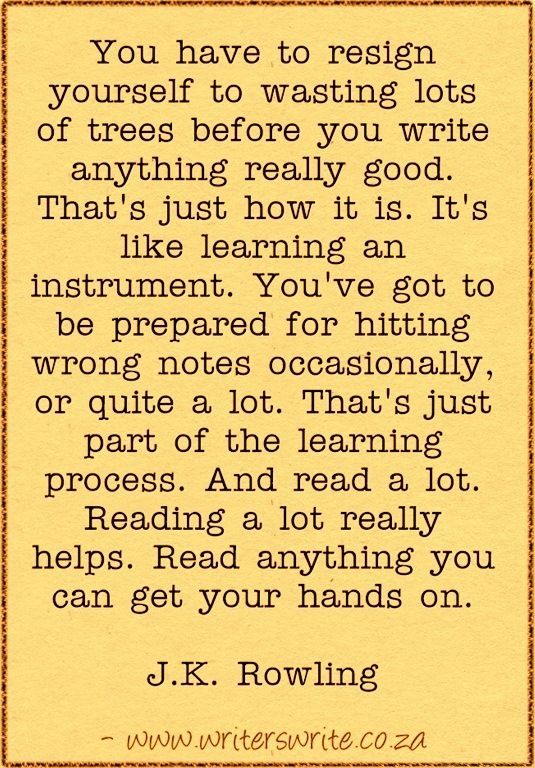 You have to resign
yourself to wasting lots
of trees before you write
anything really good.
That's just how it is. It's
like learning an
instrument. You've got to
be prepared for hitting
wrong notes occasionally,
or quite a lot. That's just
part of the learning
process. And read a lot.
Reading a lot really
helps. Read anything you
can get your hands on.
J.K. Rowling
- www.writerswrite.co.za